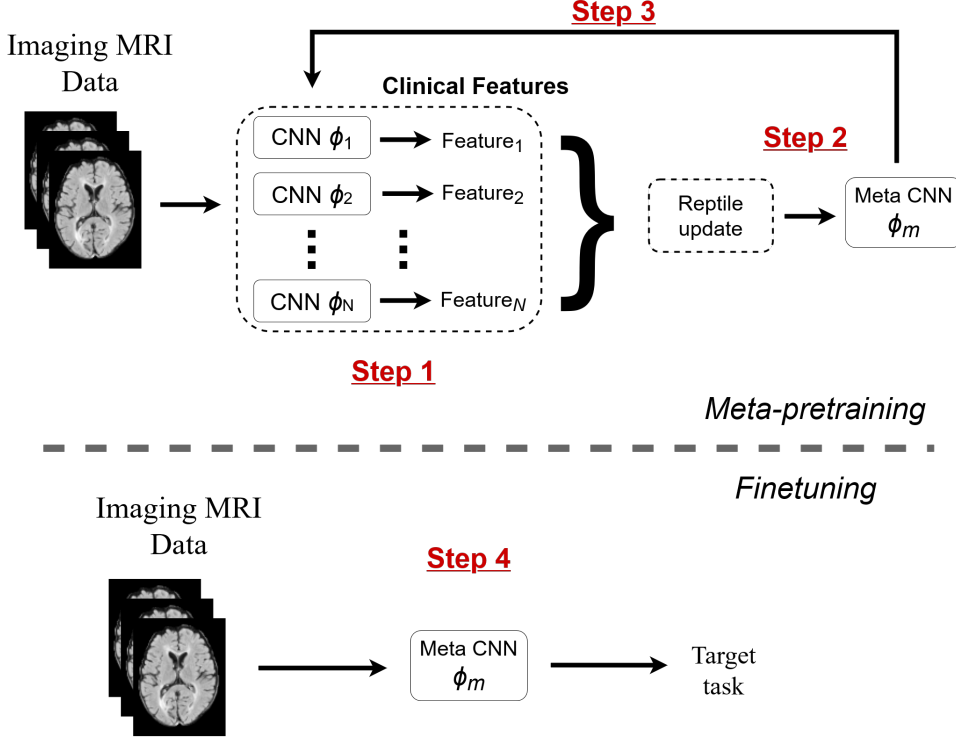 Step 3
Imaging MRI
Data
Clinical Features
CNN ϕ1
Feature1
Step 2
CNN ϕ2
Feature2
Reptile
update
Meta CNN
ϕm
CNN ϕN
FeatureN
Step 1
Meta-pretraining
Finetuning
Imaging MRI
Data
Step 4
Meta CNN
ϕm
Target
task